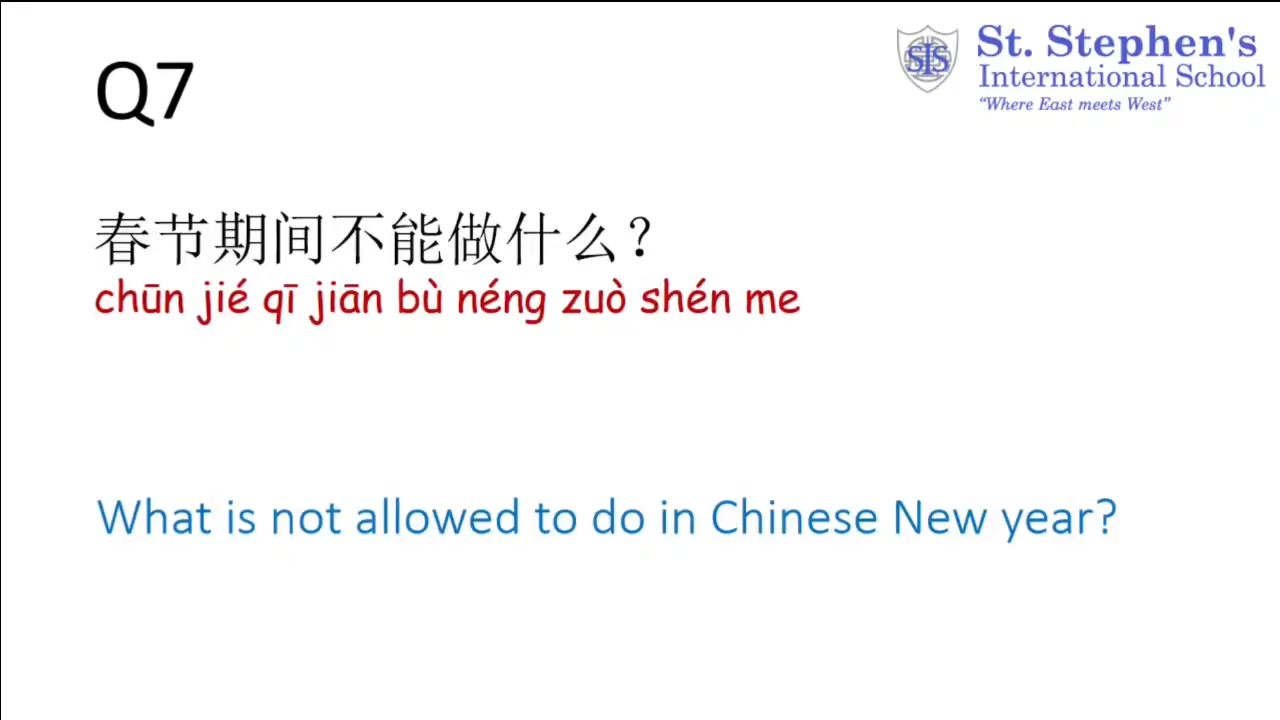 St. Stephen's
International School
"Where East meets West"
SIS
Q7
春节期间不能做什么?
chūn jié qī jiān bù néng zuò shén me
What is not allowed to do in Chinese New year?